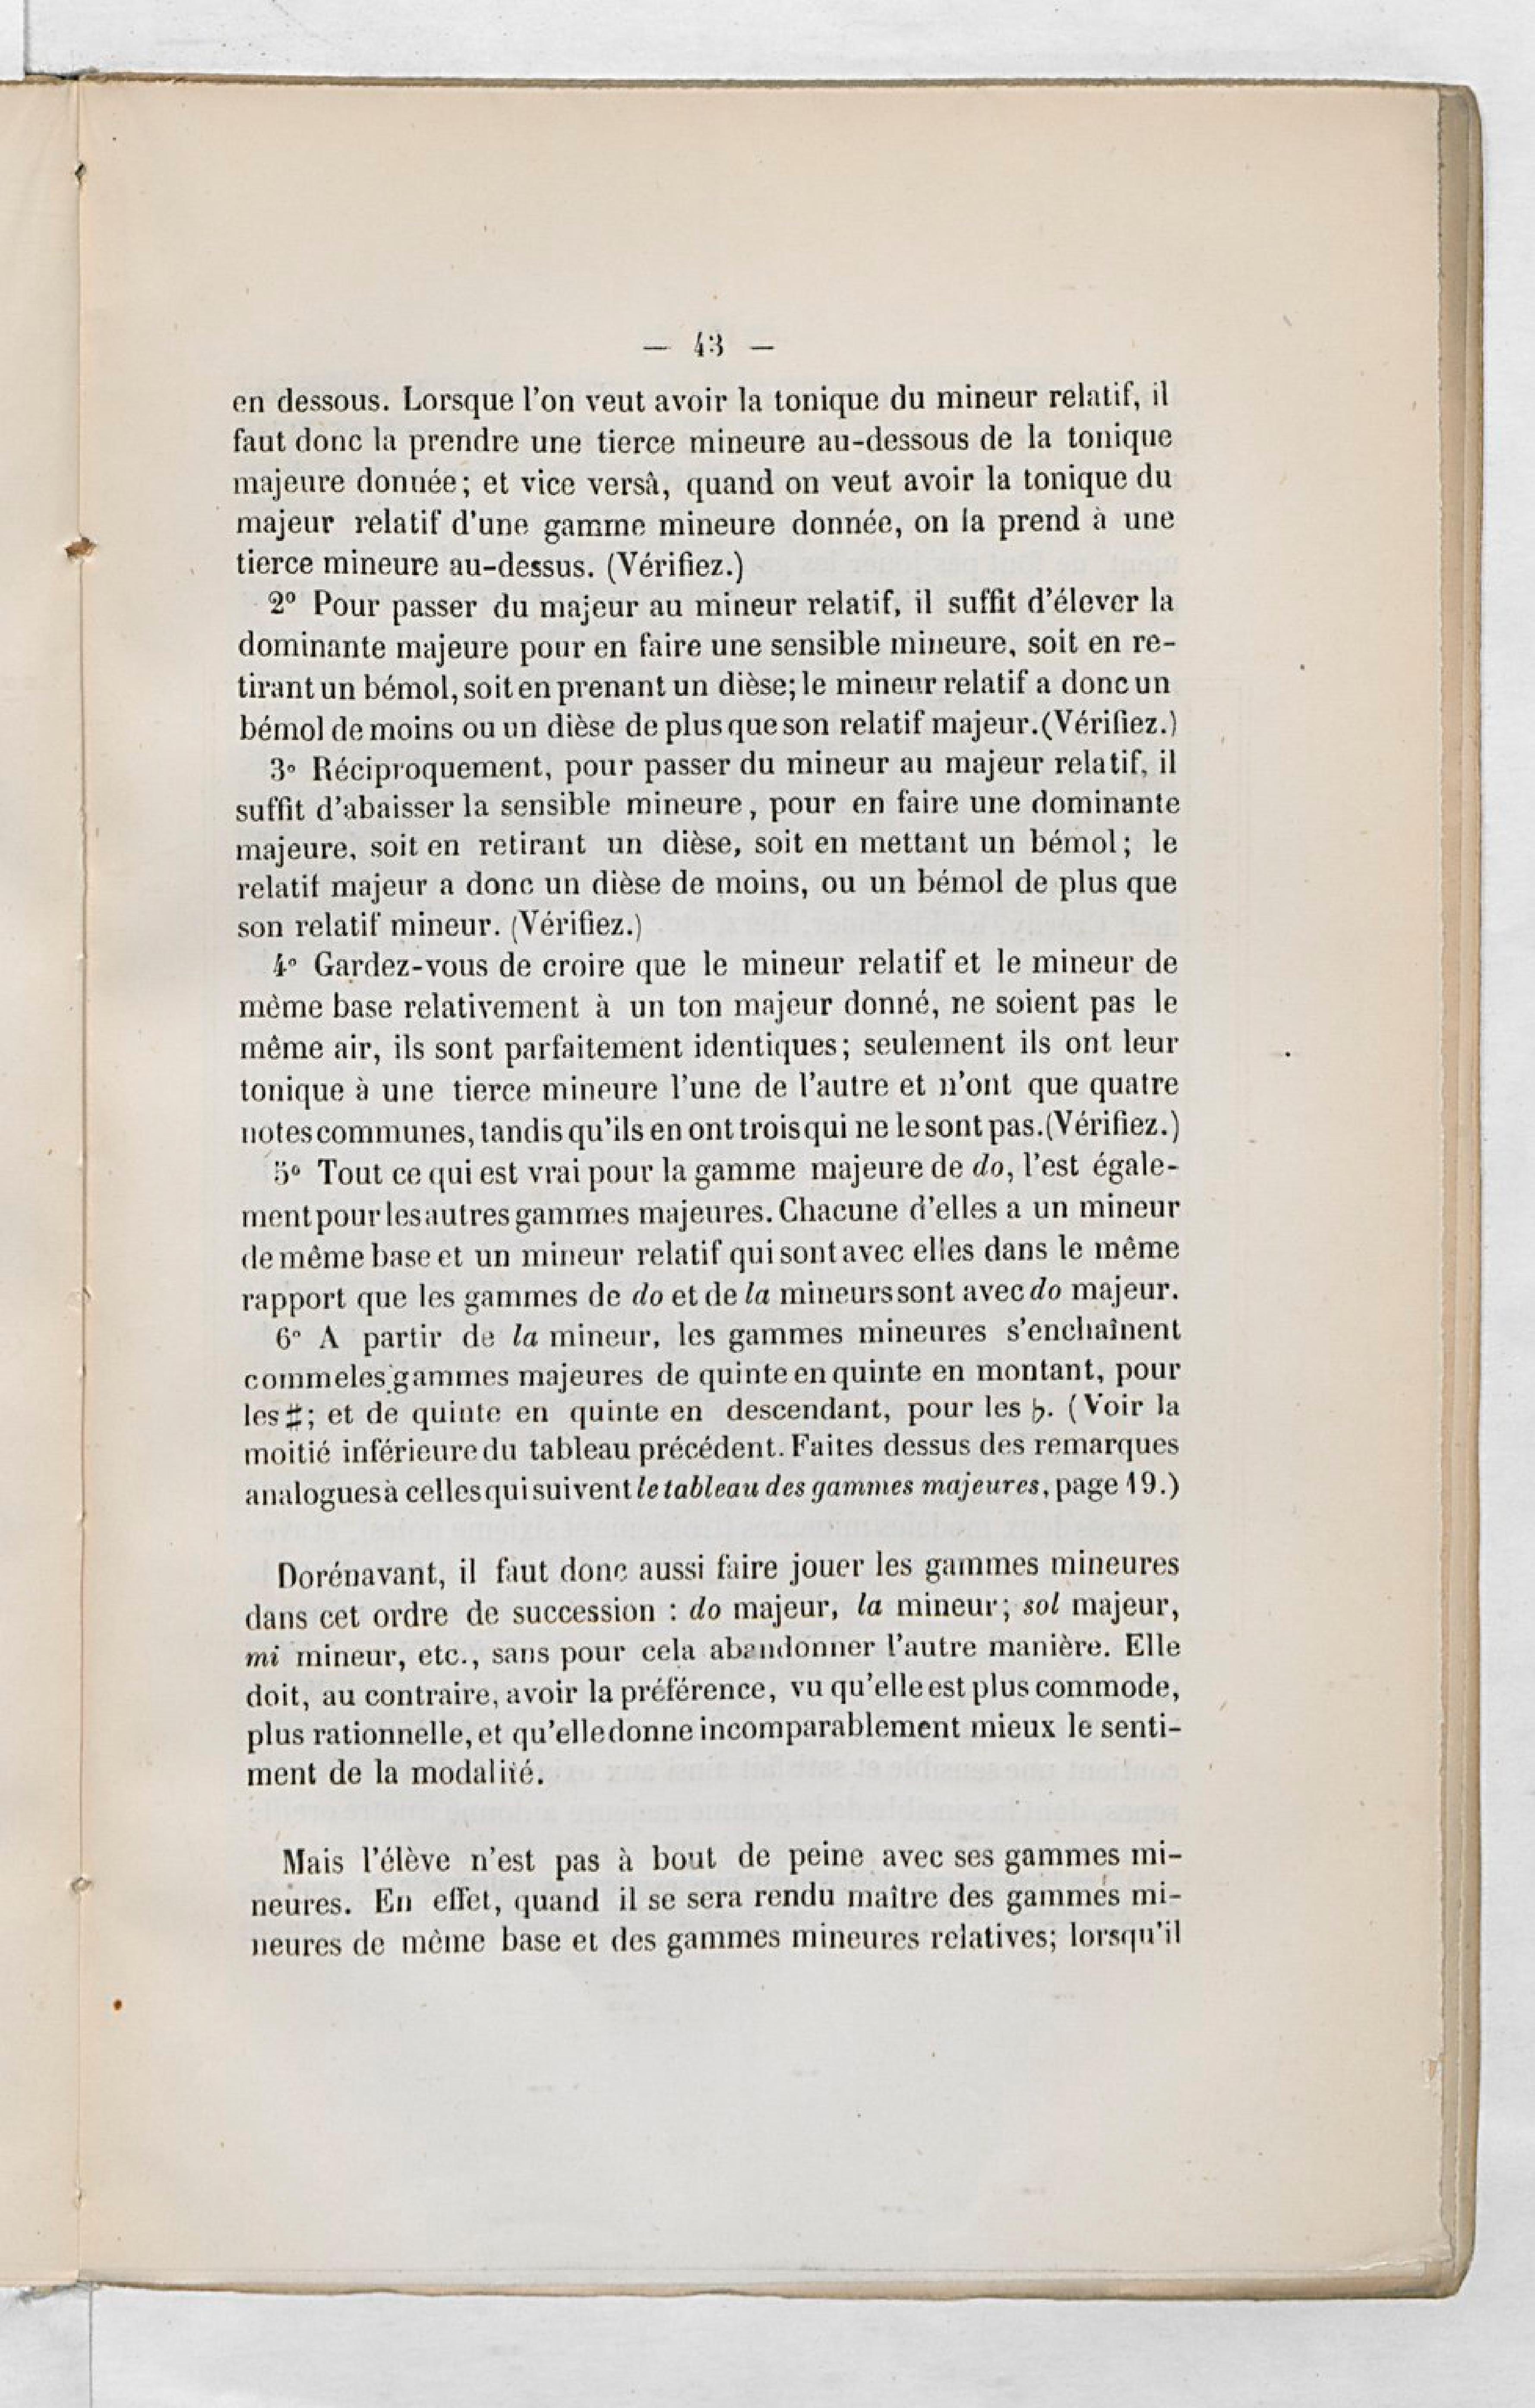 — 43 —
en dessous. Lorsque l'on veut avoir la tonique du mineur relatif, il
faut donc la prendre une tierce mineure au-dessous de la tonique
majeure donnée; et vice versâ, quand on veut avoir la tonique du
majeur relatif d'une gamme mineure donnée, on la prend à une
tierce mineure au-dessus. (Vérifiez.)
2° Pour passer du majeur au mineur relatif, il suffit d'élever la
dominante majeure pour en faire une sensible mineure, soit en re-
tirant un bémol, soit en prenant un dièse; le mineur relatif a donc un
bémol de moins ou un dièse de plus que son relatif majeur. (Vérifiez.)
3° Réciproquement, pour passer du mineur au majeur relatif, il
suffit d'abaisser la sensible mineure, pour en faire une dominante
majeure, soit en retirant un dièse, soit en mettant un bémol; le
relatif majeur a donc un dièse de moins, ou un bémol de plus que
son relatif mineur. (Vérifiez.)
4° Gardez-vous de croire que le mineur relatif et le mineur de
même base relativement à un ton majeur donné, ne soient pas le
même air, ils sont parfaitement identiques; seulement ils ont leur
tonique à une tierce mineure l'une de l'autre et n'ont que quatre
notes communes, tandis qu'ils en ont trois qui ne le sont pas. (Vérifiez.)
5° Tout ce qui est vrai pour la gamme majeure de do, l'est égale-
ment pour les autres gammes majeures. Chacune d'elles a un mineur
de même base et un mineur relatif qui sont avec elles dans le même
rapport que les gammes de do et de la mineurs sont avec do majeur.
6° A partir de la mineur, les gammes mineures s'enchaînent
comme les gammes majeures de quinte en quinte en montant, pour
les ♯; et de quinte en quinte en descendant, pour les ♭. (Voir la
moitié inférieure du tableau précédent. Faites dessus des remarques
analogues à celles qui suivent le tableau des gammes majeures, page 19.)
Dorénavant, il faut donc aussi faire jouer les gammes mineures
dans cet ordre de succession : do majeur, la mineur; sol majeur,
mi mineur, etc., sans pour cela abandonner l'autre manière. Elle
doit, au contraire, avoir la préférence, vu qu'elle est plus commode,
plus rationnelle, et qu'elle donne incomparablement mieux le senti-
ment de la modalité.
Mais l'élève n'est pas à bout de peine avec ses gammes mi-
neures. En effet, quand il se sera rendu maître des gammes mi-
neures de même base et des gammes mineures relatives; lorsqu'il